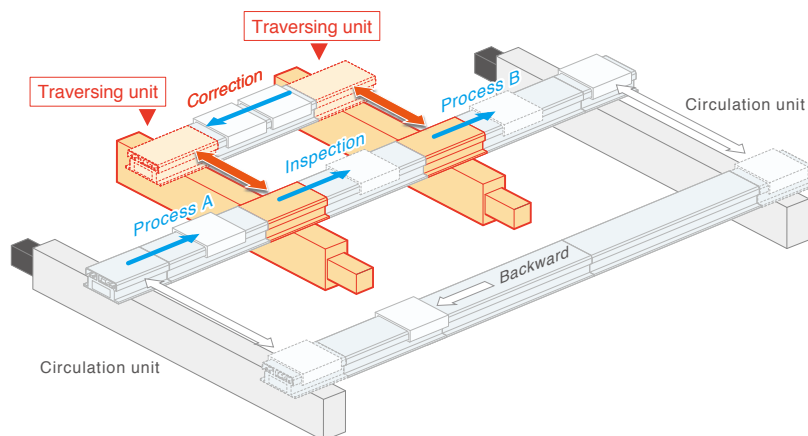 Traversing unit
Traversing unit
Correction
Process B
Circulation unit
Inspection
Process A
Backward
Circulation unit